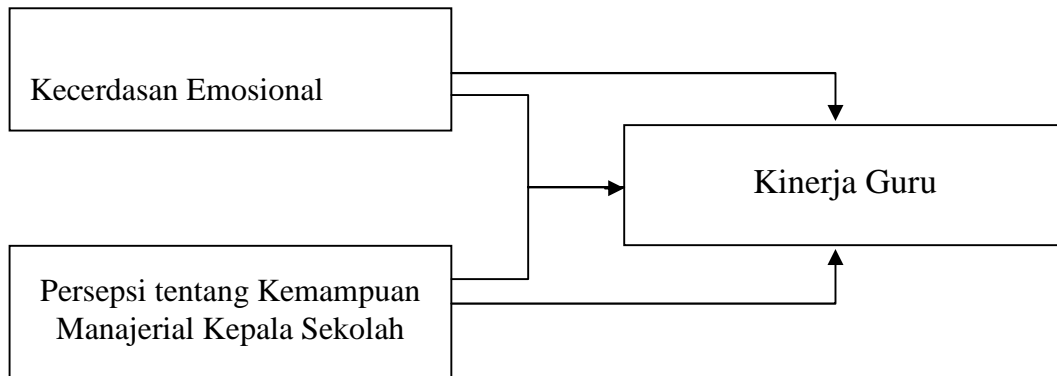 Kecerdasan Emosional
Kinerja Guru
Persepsi tentang Kemampuan
Manajerial Kepala Sekolah